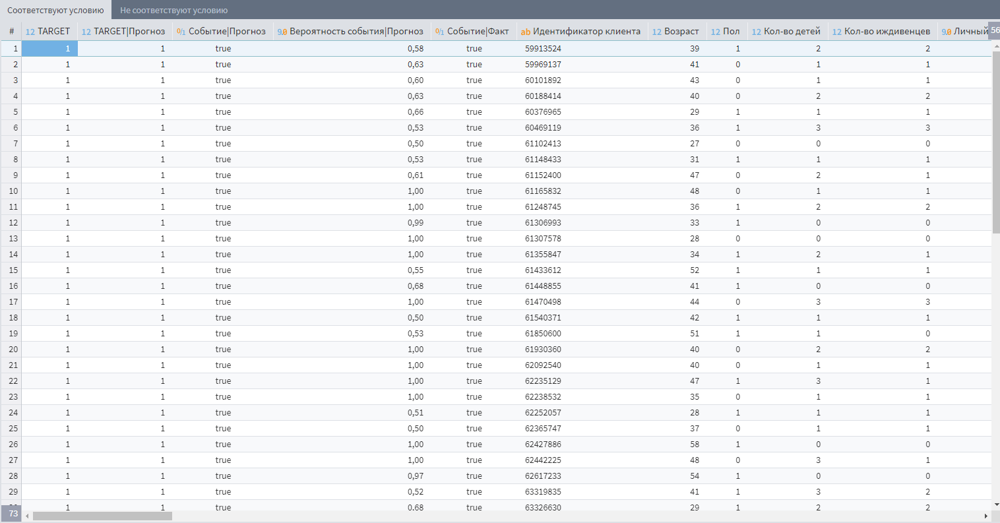 Соответствуют условию Не соответствуют условию
# 12 TARGET 12 TARGET|Прогноз 0/1 Событие|Прогноз 9.0 Вероятность события|Прогноз 0/1 Событие|Факт ab Идентификатор клиента 12 Возраст 12 Пол 12 Кол-во детей 12 Кол-во иждивенцев 9.0 Личный 56
1 1 1 true 0,58 true 59913524 39 1 2 2
2 1 1 true 0,63 true 59969137 41 0 1 1
3 1 1 true 0,60 true 60101892 43 0 1 1
4 1 1 true 0,63 true 60188414 40 0 2 2
5 1 1 true 0,66 true 60376965 29 1 1 1
6 1 1 true 0,53 true 60469119 36 1 3 3
7 1 1 true 0,50 true 61102413 27 0 0 0
8 1 1 true 0,53 true 61148433 31 1 1 1
9 1 1 true 0,61 true 61152400 47 0 2 1
10 1 1 true 1,00 true 61165832 48 0 1 1
11 1 1 true 1,00 true 61248745 36 1 2 2
12 1 1 true 0,99 true 61306993 33 1 0 0
13 1 1 true 1,00 true 61307578 28 0 0 0
14 1 1 true 1,00 true 61355847 34 1 2 1
15 1 1 true 0,55 true 61433612 52 1 1 1
16 1 1 true 0,68 true 61448855 41 1 0 0
17 1 1 true 1,00 true 61470498 44 0 3 3
18 1 1 true 0,50 true 61540371 42 1 1 1
19 1 1 true 0,53 true 61850600 51 1 1 0
20 1 1 true 1,00 true 61930360 40 0 2 2
21 1 1 true 1,00 true 62092540 40 0 1 1
22 1 1 true 1,00 true 62235129 47 1 3 1
23 1 1 true 1,00 true 62238532 35 0 1 1
24 1 1 true 0,51 true 62252057 28 1 1 1
25 1 1 true 0,50 true 62365747 37 0 1 1
26 1 1 true 1,00 true 62427886 58 1 0 0
27 1 1 true 1,00 true 62442225 48 0 3 1
28 1 1 true 0,97 true 62617233 54 1 0 0
29 1 1 true 0,52 true 63319835 41 1 3 2
1 1 true 0,68 true 63326630 29 1 2 2
73